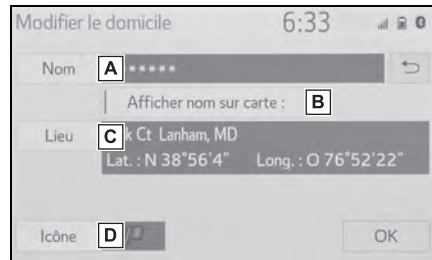 Modifier le domicile 6:33
Nom A *****
Afficher nom sur carte : B
Lieu C k Ct Lanham, MD
Lat. : N 38°56'4" Long. : O 76°52'22"
Icône D OK